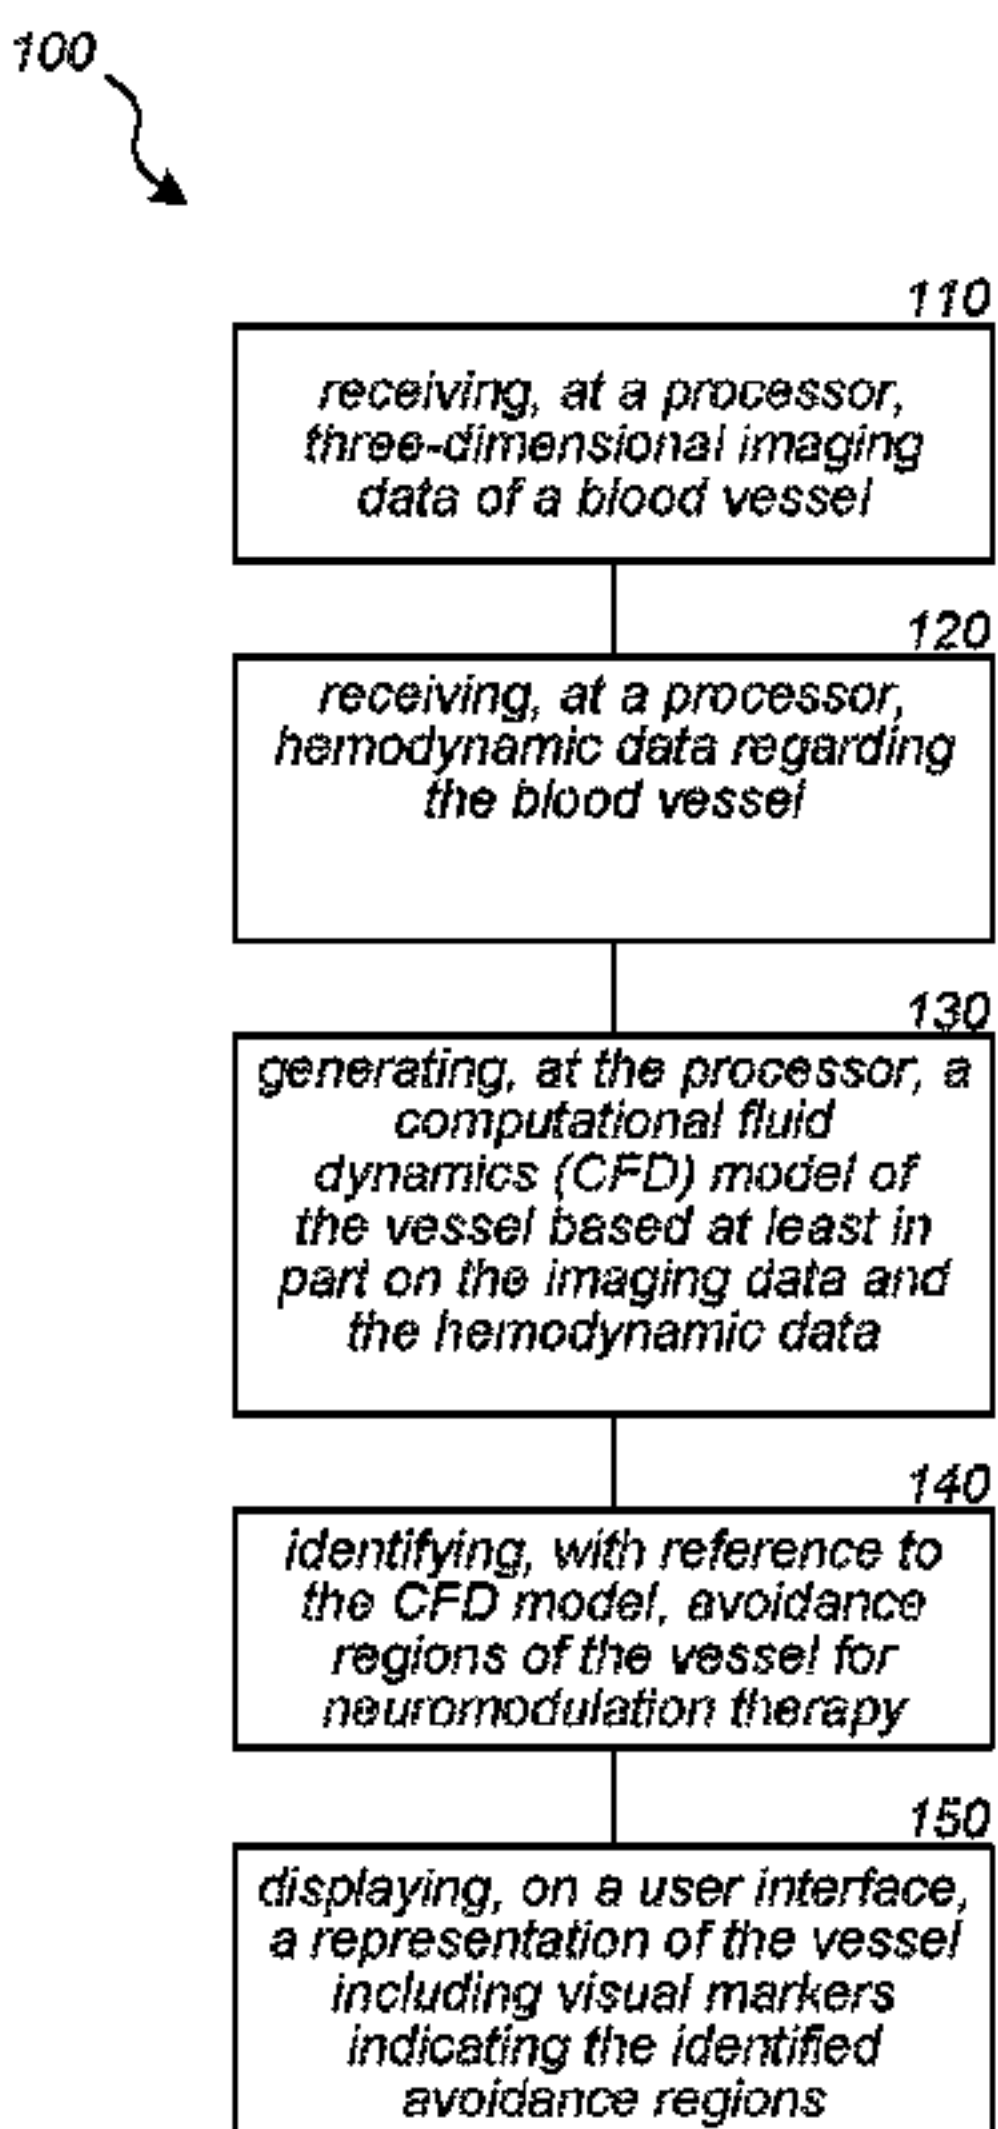 100
110
receiving, at a processor,
three-dimensional imaging
data of a blood vessel
120
receiving, at a processor,
hemodynamic data regarding
the blood vessel
130
generating, at the processor, a
computational fluid
dynamics (CFD) model of
the vessel based at least in
part on the imaging data and
the hemodynamic data
140
identifying, with reference to
the CFD model, avoidance
regions of the vessel for
neuromodulation therapy
150
displaying, on a user interface,
a representation of the vessel
including visual markers
indicating the identified
avoidance regions